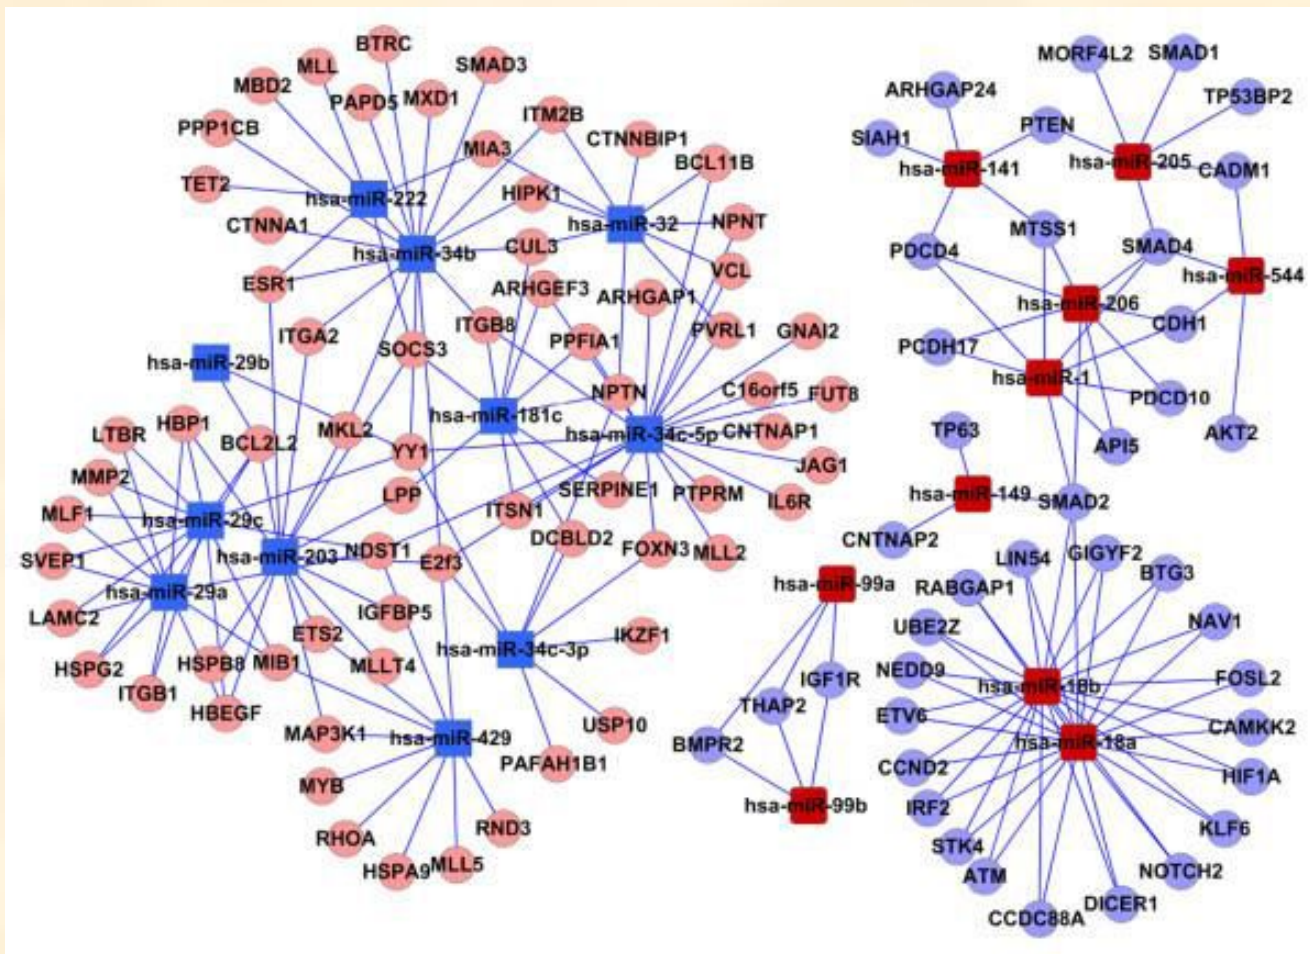 BTRC
MLL
SMAD3
MBD2
PAPD5
MXD1
ITM2B
PPP1CB
MIA3
CTNNBIP1
BCL11B
TET2
hsa-miR-222
HIPK1
hsa-miR-32
NPNT
CTNNA1
hsa-miR-34b
CUL3
VCL
ESR1
ARHGEF3
ARHGAP1
ITGA2
ITGB8
PPFIA1
PVRL1
GNAI2
SOCS3
hsa-miR-29b
NPTN
C16orf5
FUT8
hsa-miR-181c
hsa-miR-34c-5p
CNTNAP1
LTBR
HBP1
BCL2L2
MKL2
YY1
JAG1
MMP2
LPP
SERPINE1
PTPRM
IL6R
MLF1
hsa-miR-29c
ITSN1
SVEP1
hsa-miR-203
NDST1
E2f3
DCBLD2
FOXN3
MLL2
hsa-miR-29a
LAMC2
IGFBP5
ETS2
hsa-miR-34c-3p
IKZF1
HSPG2
HSPB8
MIB1
MLLT4
ITGB1
HBEGF
MAP3K1
hsa-miR-429
USP10
PAFAH1B1
MYB
RHOA
RND3
HSPA9
MLL5
MORF4L2
SMAD1
ARHGAP24
TP53BP2
SIAH1
PTEN
hsa-miR-141
hsa-miR-205
CADM1
MTSS1
PDCD4
SMAD4
hsa-miR-544
hsa-miR-206
CDH1
PCDH17
hsa-miR-1
PDCD10
TP63
API5
AKT2
hsa-miR-149
SMAD2
CNTNAP2
LIN54
GIGYF2
hsa-miR-99a
RABGAP1
BTG3
UBE2Z
NAV1
NEDD9
IGF1R
hsa-miR-18b
FOSL2
THAP2
ETV6
CAMKK2
BMPR2
hsa-miR-18a
CCND2
HIF1A
hsa-miR-99b
IRF2
KLF6
STK4
ATM
NOTCH2
CCDC88A
DICER1